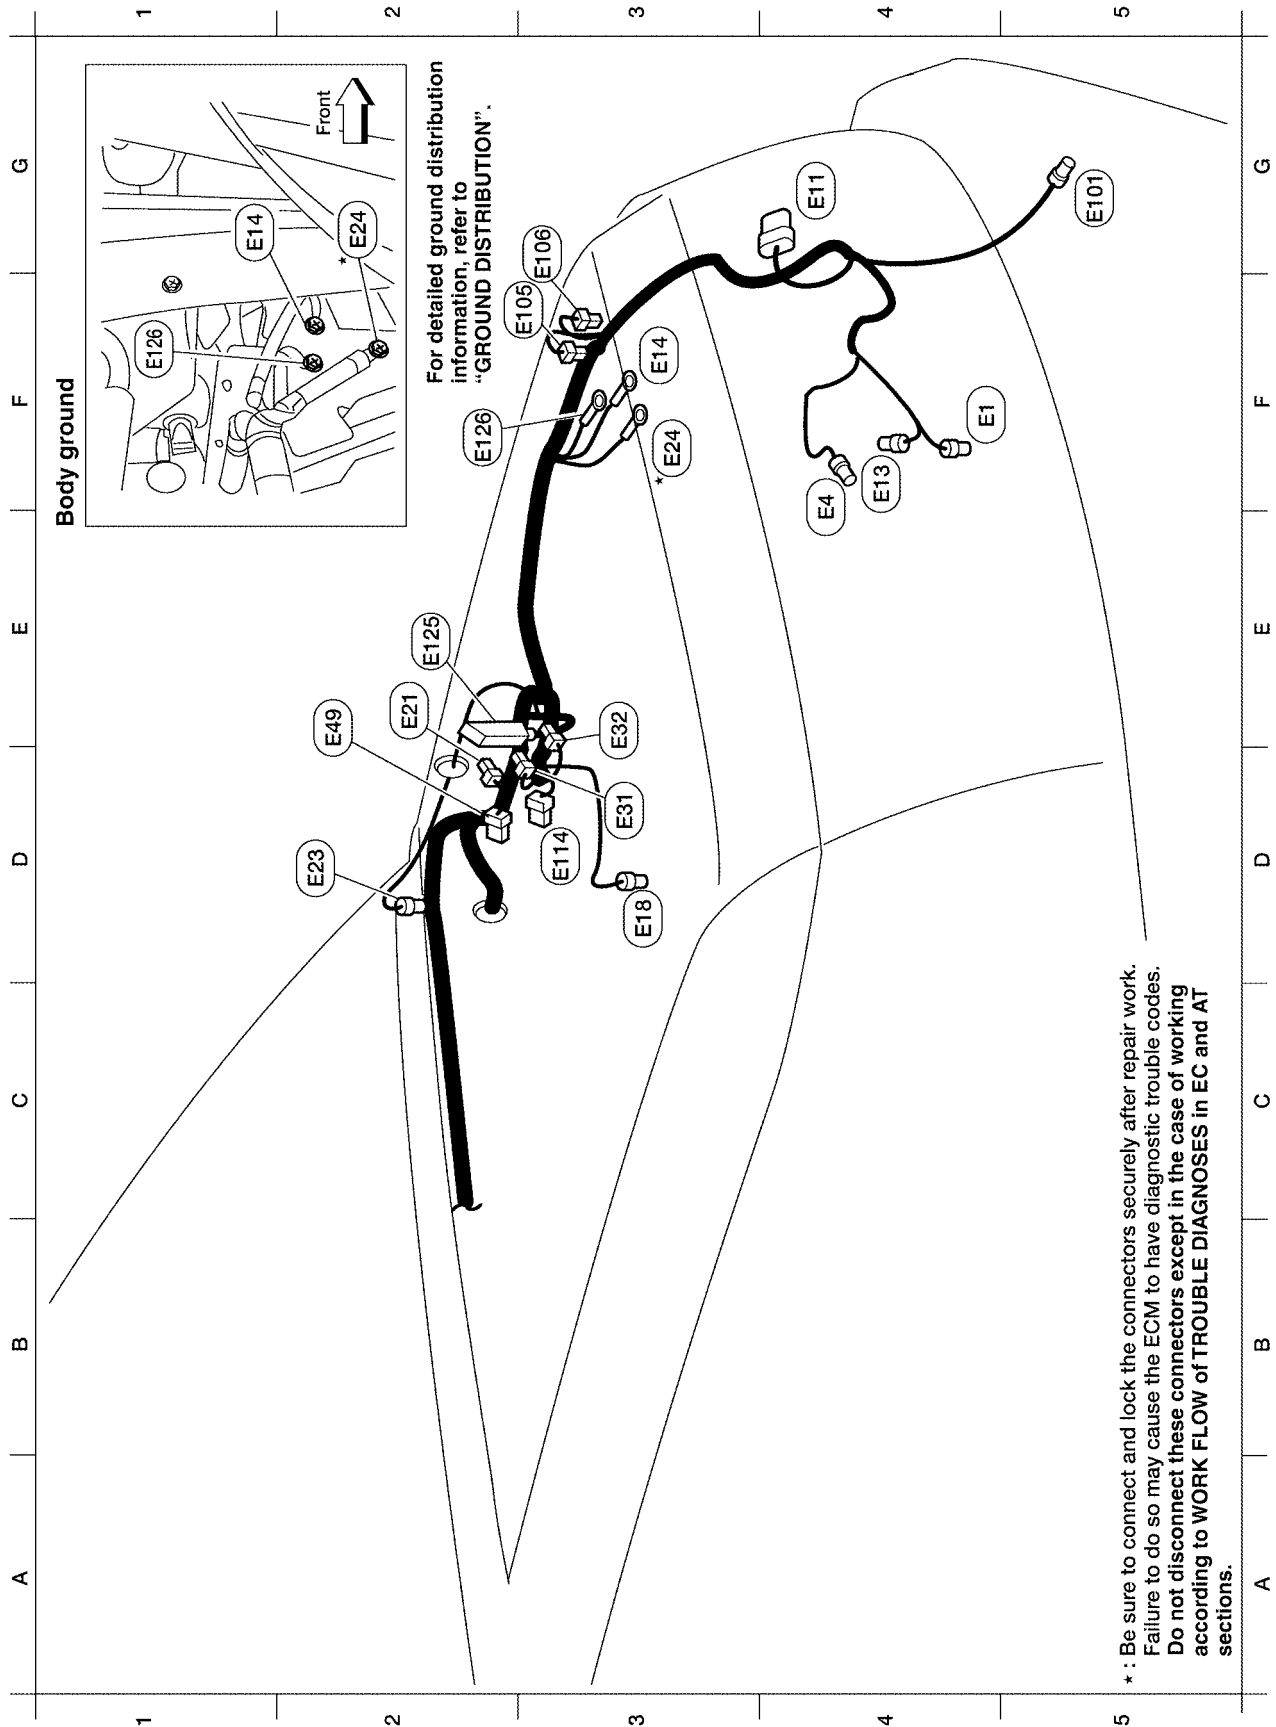 A
B
C
D
E
F
G
1
2
3
4
5
Body ground
E126
E14
★ E24
Front
For detailed ground distribution
information, refer to
“GROUND DISTRIBUTION”.
E23
E49
E21
E125
E126
E105
E106
E14
★ E24
E11
E114
E31
E32
E18
E4
E13
E1
E101
★ : Be sure to connect and lock the connectors securely after repair work.
Failure to do so may cause the ECM to have diagnostic trouble codes.
Do not disconnect these connectors except in the case of working
according to WORK FLOW of TROUBLE DIAGNOSES in EC and AT
sections.
1
2
3
4
5
A
B
C
D
E
F
G